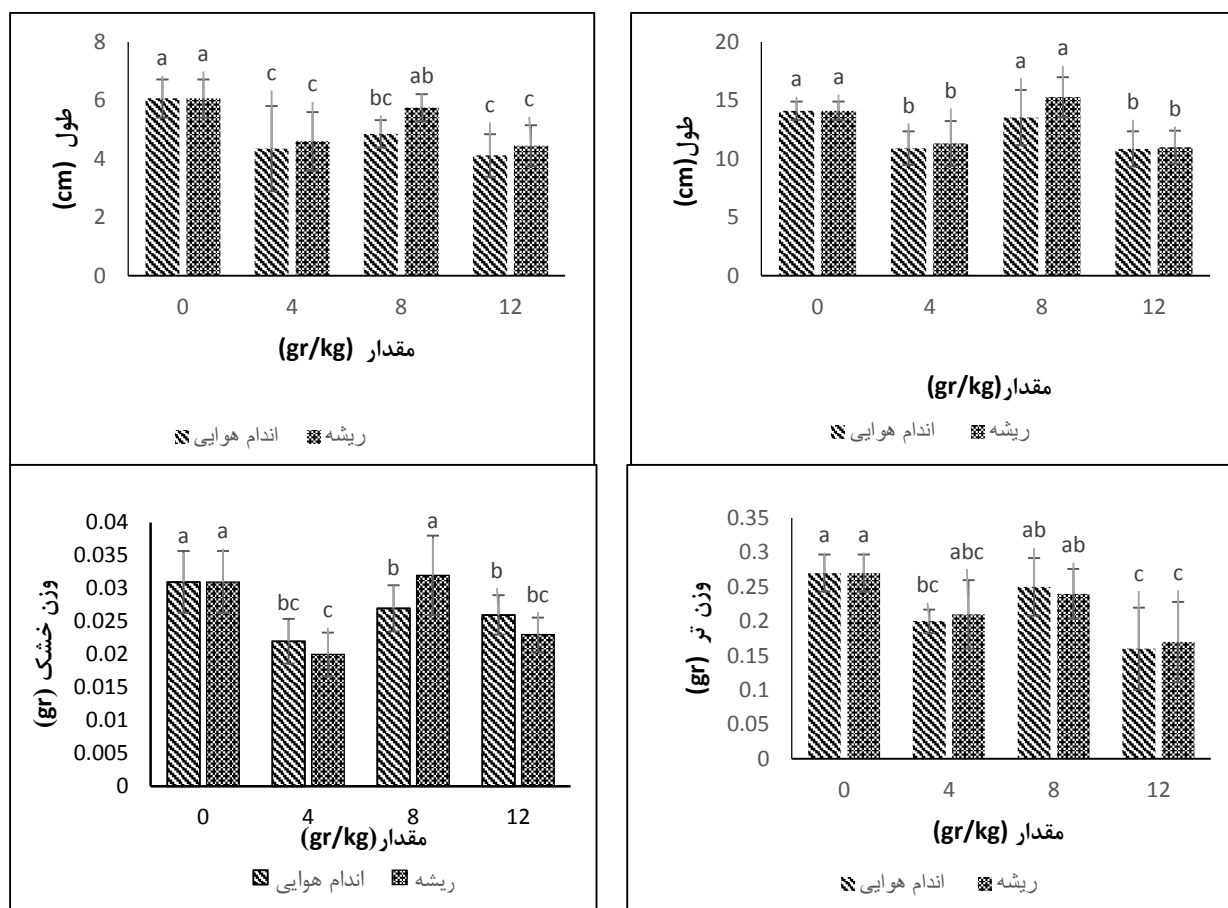 a a c c bc ab c c
8
6
4
2
0
طول (cm)
0 4 8 12
مقدار (gr/kg)
اندام هوایی ریشه
a a b b a a b b
20
15
10
5
0
طول(cm)
0 4 8 12
مقدار(gr/kg)
اندام هوایی ریشه
a a bc c b a b bc
0.04
0.035
0.03
0.025
0.02
0.015
0.01
0.005
0
وزن خشک (gr)
0 4 8 12
مقدار(gr/kg)
اندام هوایی ریشه
a a bc abc ab ab c c
0.35
0.3
0.25
0.2
0.15
0.1
0.05
0
وزن تر (gr)
0 4 8 12
مقدار (gr/kg)
اندام هوایی ریشه